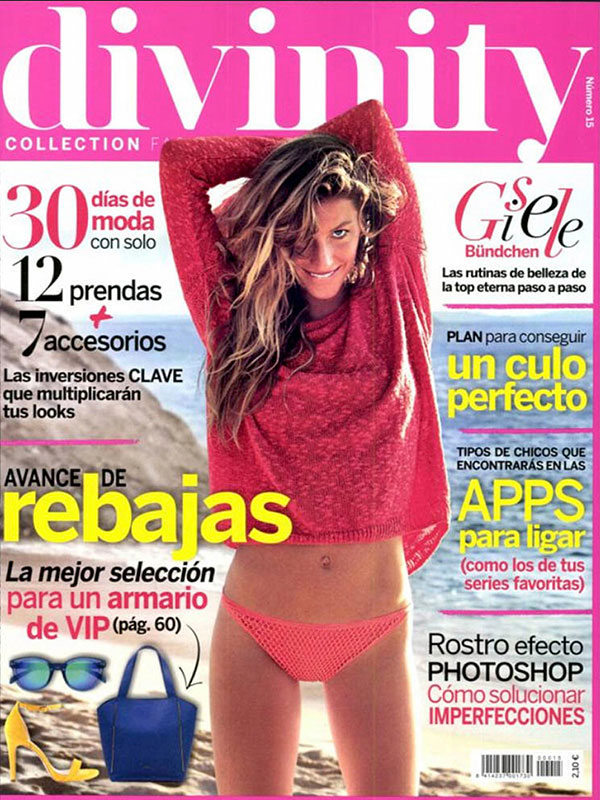 divinity
COLLECTION
Número 15
30 días de
moda
con solo
12 prendas
+
7 accesorios
Las inversiones CLAVE
que multiplicarán
tus looks
Gisele
Bündchen
Las rutinas de belleza de
la top eterna paso a paso
PLAN para conseguir
un culo
perfecto
AVANCE DE
rebajas
La mejor selección
para un armario
de VIP (pág. 60)
TIPOS DE CHICOS QUE
ENCONTRARÁS EN LAS
APPS
para ligar
(como los de tus
series favoritas)
Rostro efecto
PHOTOSHOP
Cómo solucionar
IMPERFECCIONES
00015
8 414237 001730
2,10 €